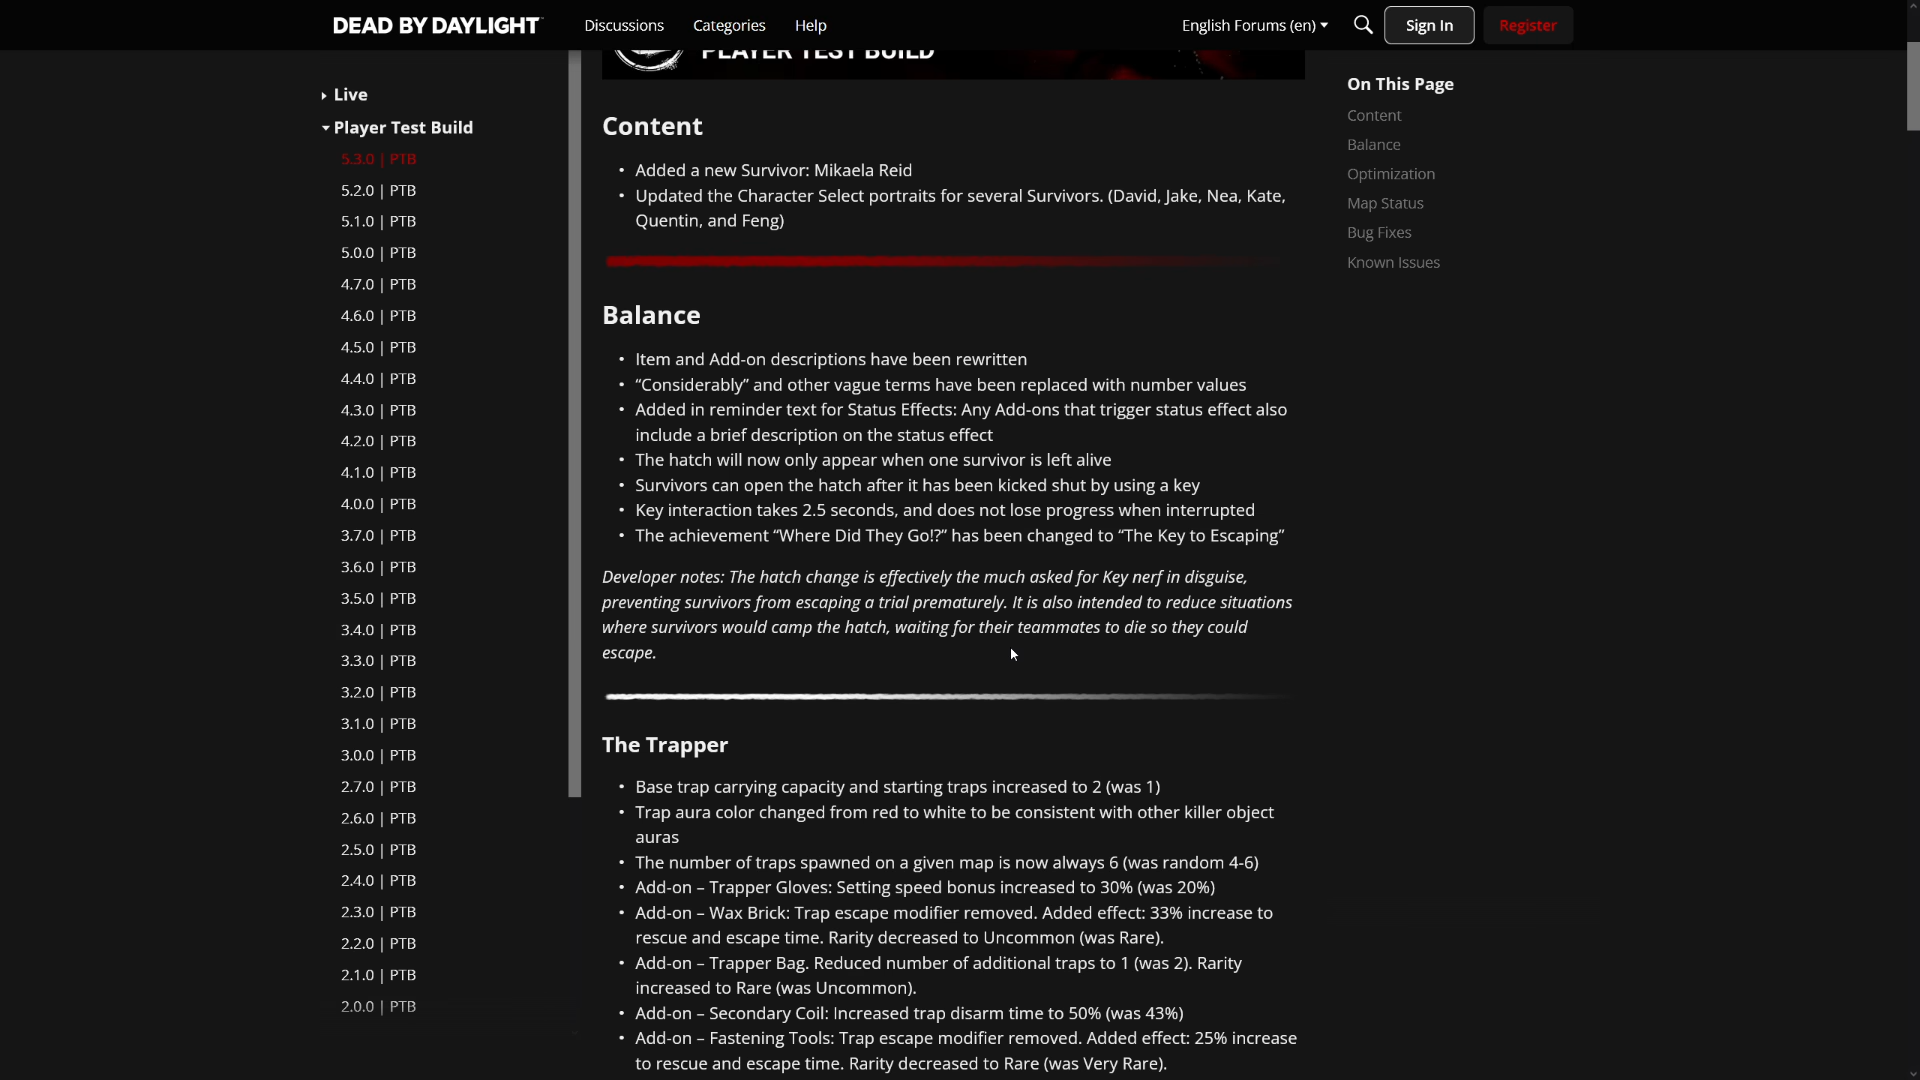 DEAD BY DAYLIGHT
Discussions
Categories
Help
English Forums (en)
Sign In
Register
Live
Player Test Build
5.3.0 | PTB
5.2.0 | PTB
5.1.0 | PTB
5.0.0 | PTB
4.7.0 | PTB
4.6.0 | PTB
4.5.0 | PTB
4.4.0 | PTB
4.3.0 | PTB
4.2.0 | PTB
4.1.0 | PTB
4.0.0 | PTB
3.7.0 | PTB
3.6.0 | PTB
3.5.0 | PTB
3.4.0 | PTB
3.3.0 | PTB
3.2.0 | PTB
3.1.0 | PTB
3.0.0 | PTB
2.7.0 | PTB
2.6.0 | PTB
2.5.0 | PTB
2.4.0 | PTB
2.3.0 | PTB
2.2.0 | PTB
2.1.0 | PTB
2.0.0 | PTB
PLAYER TEST BUILD
Content
• Added a new Survivor: Mikaela Reid
• Updated the Character Select portraits for several Survivors. (David, Jake, Nea, Kate,
Quentin, and Feng)
Balance
• Item and Add-on descriptions have been rewritten
• “Considerably” and other vague terms have been replaced with number values
• Added in reminder text for Status Effects: Any Add-ons that trigger status effect also
include a brief description on the status effect
• The hatch will now only appear when one survivor is left alive
• Survivors can open the hatch after it has been kicked shut by using a key
• Key interaction takes 2.5 seconds, and does not lose progress when interrupted
• The achievement “Where Did They Go!?” has been changed to “The Key to Escaping”
Developer notes: The hatch change is effectively the much asked for Key nerf in disguise,
preventing survivors from escaping a trial prematurely. It is also intended to reduce situations
where survivors would camp the hatch, waiting for their teammates to die so they could
escape.
The Trapper
• Base trap carrying capacity and starting traps increased to 2 (was 1)
• Trap aura color changed from red to white to be consistent with other killer object
auras
• The number of traps spawned on a given map is now always 6 (was random 4-6)
• Add-on – Trapper Gloves: Setting speed bonus increased to 30% (was 20%)
• Add-on – Wax Brick: Trap escape modifier removed. Added effect: 33% increase to
rescue and escape time. Rarity decreased to Uncommon (was Rare).
• Add-on – Trapper Bag. Reduced number of additional traps to 1 (was 2). Rarity
increased to Rare (was Uncommon).
• Add-on – Secondary Coil: Increased trap disarm time to 50% (was 43%)
• Add-on – Fastening Tools: Trap escape modifier removed. Added effect: 25% increase
to rescue and escape time. Rarity decreased to Rare (was Very Rare).
On This Page
Content
Balance
Optimization
Map Status
Bug Fixes
Known Issues